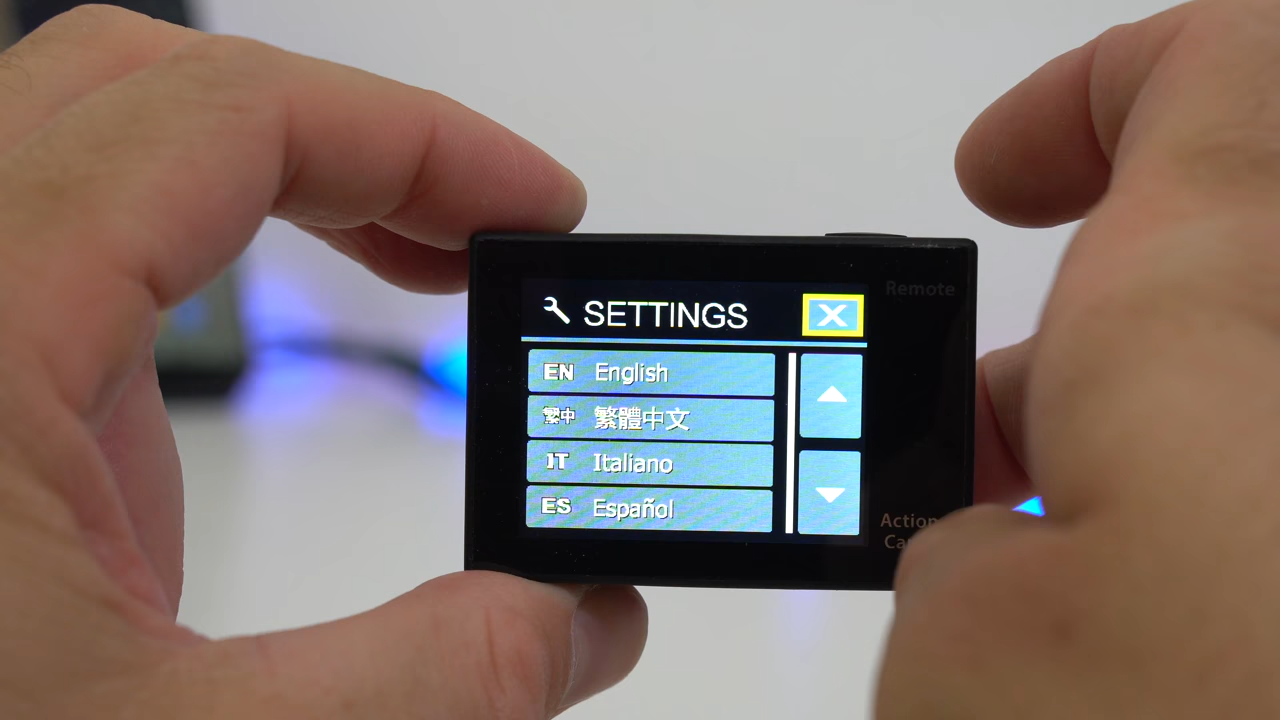 SETTINGS
EN English
繁中 繁體中文
IT Italiano
ES Español
Remote
Action